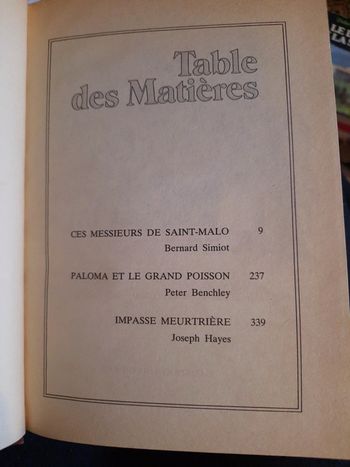 Table
des Matières
CES MESSIEURS DE SAINT-MALO 9
Bernard Simiot
PALOMA ET LE GRAND POISSON 237
Peter Benchley
IMPASSE MEURTRIÈRE 339
Joseph Hayes